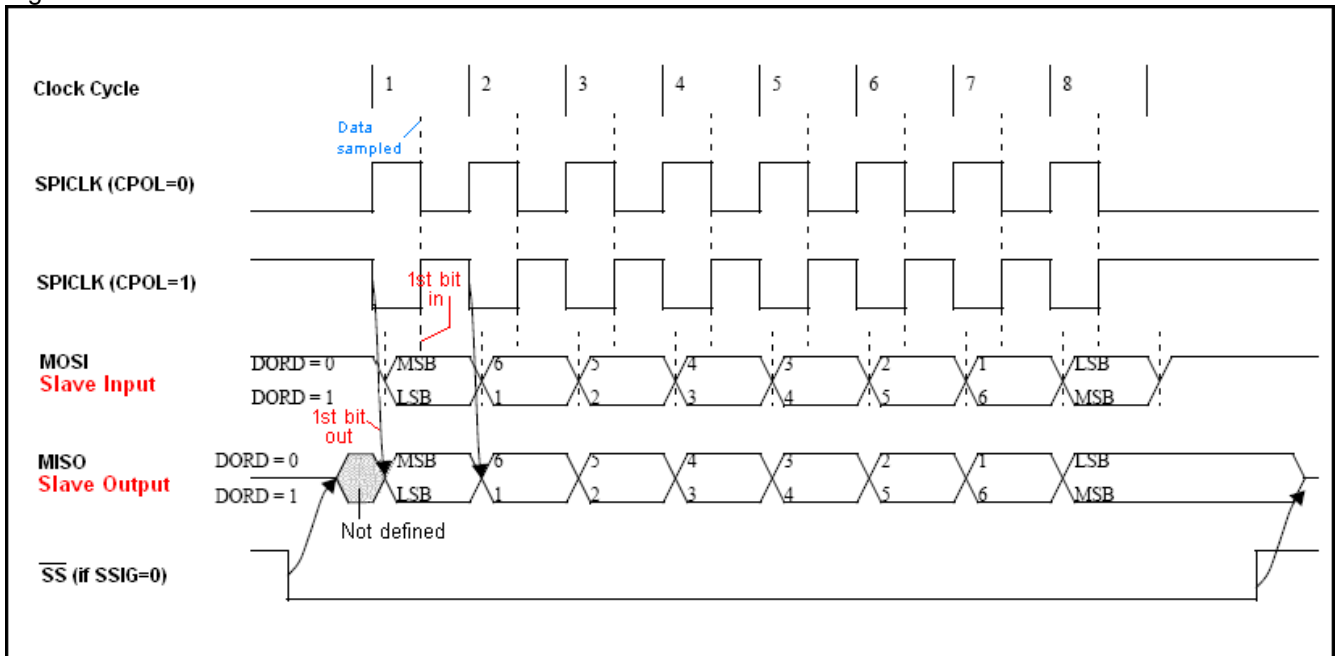 Clock Cycle
1 2 3 4 5 6 7 8
Data
sampled
SPICLK (CPOL=0)
SPICLK (CPOL=1)
1st bit
in
MOSI
Slave Input
DORD = 0 MSB 6 5 4 3 2 1 LSB
DORD = 1 LSB 1 2 3 4 5 6 MSB
1st bit
out
MISO
Slave Output
DORD = 0 MSB 6 5 4 3 2 1 LSB
DORD = 1 LSB 1 2 3 4 5 6 MSB
Not defined
SS (if SSIG=0)